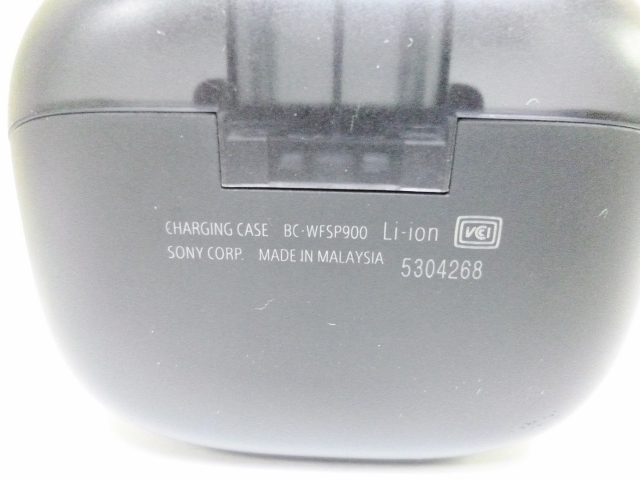 CHARGING CASE BC-WFSP900 Li-ion VCI
SONY CORP. MADE IN MALAYSIA 5304268